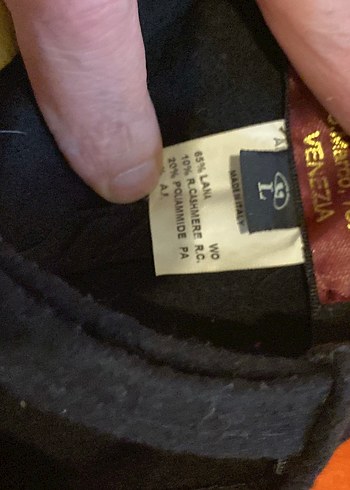 65% LANA WO
10% R.CASHMERE R.C.
20% POLIAMMIDE PA
% A.F.
MADE IN ITALY
L
VENEZIA